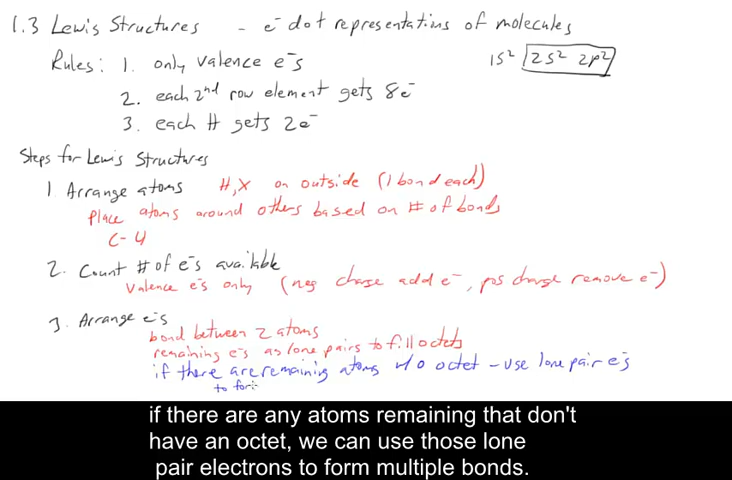 1.3 Lewis Structures - e⁻ dot representations of molecules
Rules: 1. only valence e⁻s 1s² 2s² 2p²
2. each 2nd row element gets 8e⁻
3. each H gets 2e⁻
Steps for Lewis Structures
1 Arrange atoms H,X on outside (1 bond each)
Place atoms around others based on # of bonds
C-4
2. Count # of e⁻s available
Valence e⁻s only (neg charge add e⁻, pos charge remove e⁻)
3. Arrange e⁻s
bond between 2 atoms
remaining e⁻s as lone pairs to fill octets
if there are remaining atoms w/o octet - use lone pair e⁻s
to for
if there are any atoms remaining that don't
have an octet, we can use those lone
pair electrons to form multiple bonds.